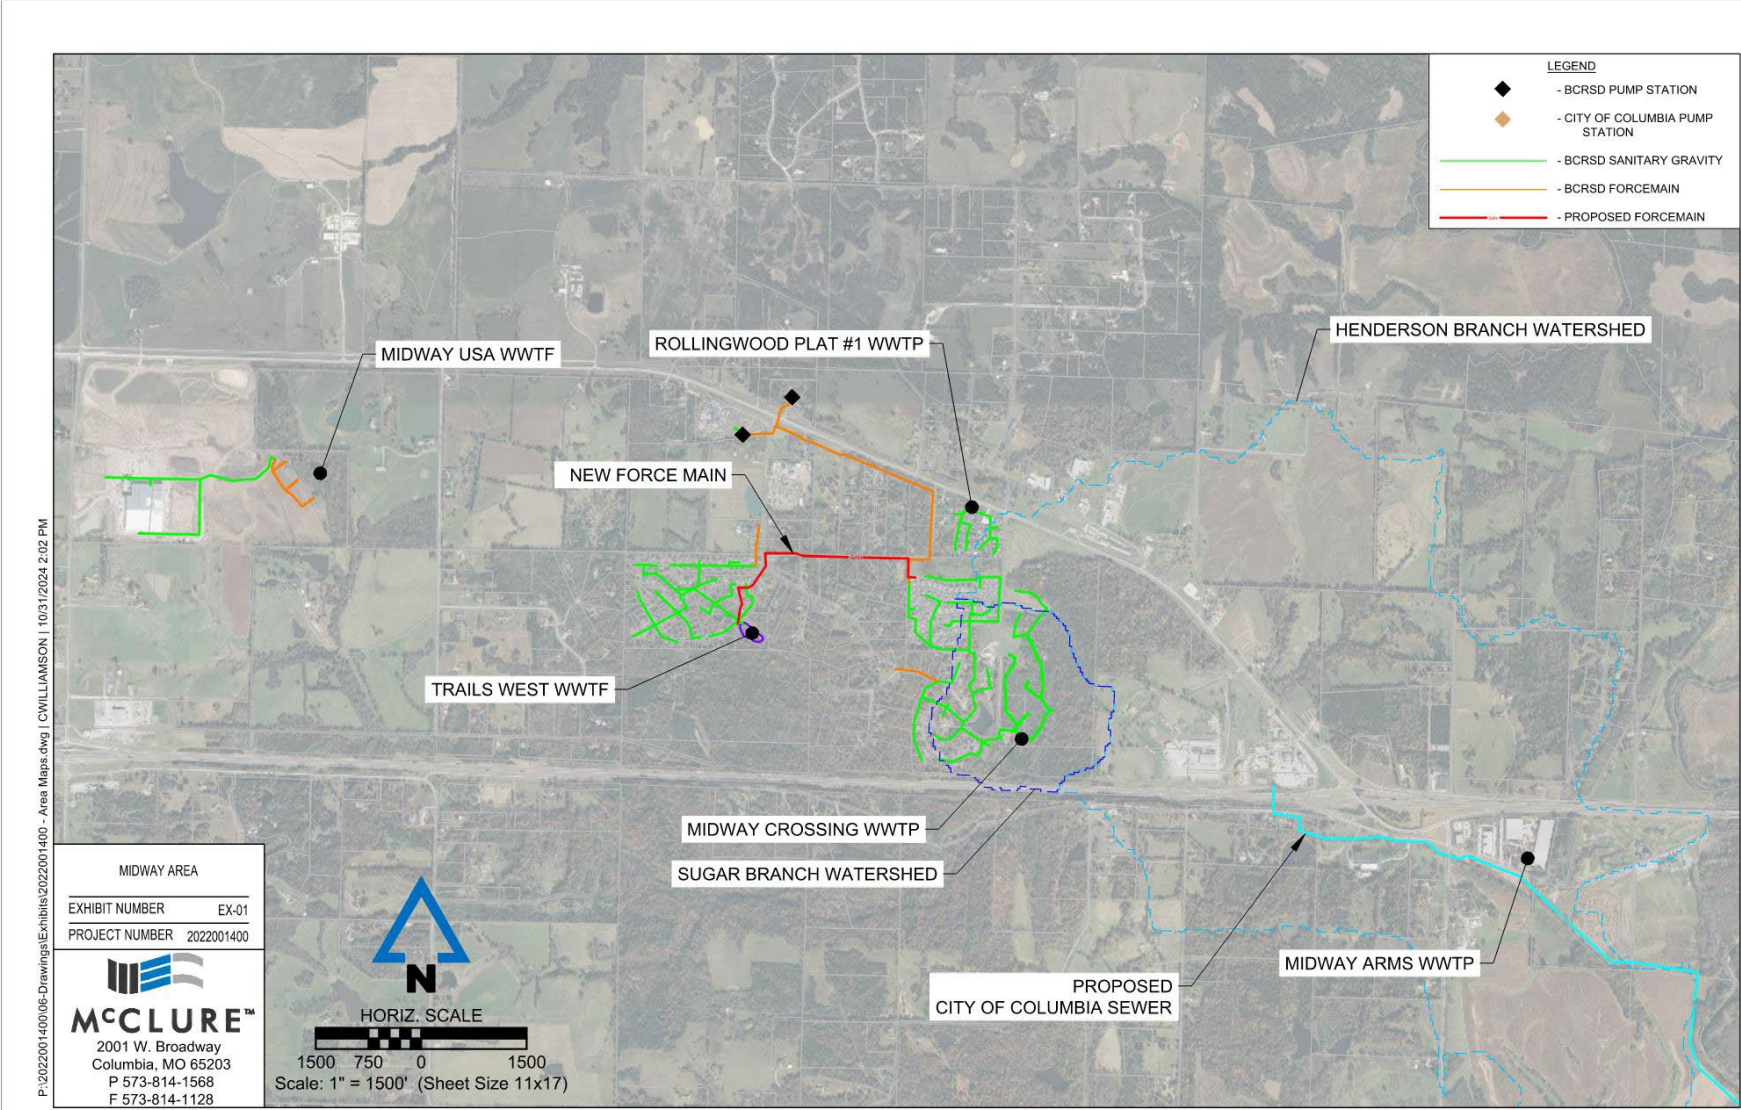 LEGEND
- BCRSD PUMP STATION
- CITY OF COLUMBIA PUMP
STATION
- BCRSD SANITARY GRAVITY
- BCRSD FORCEMAIN
- PROPOSED FORCEMAIN
HENDERSON BRANCH WATERSHED
ROLLINGWOOD PLAT #1 WWTP
MIDWAY USA WWTF
NEW FORCE MAIN
TRAILS WEST WWTF
MIDWAY CROSSING WWTP
SUGAR BRANCH WATERSHED
MIDWAY ARMS WWTP
PROPOSED
CITY OF COLUMBIA SEWER
P:\2022001400\06-Drawings\Exhibits\2022001400 - Area Maps.dwg | CWILLIAMSON | 10/31/2024 2:02 PM
MIDWAY AREA
EXHIBIT NUMBER EX-01
PROJECT NUMBER 2022001400
McCLURE™
2001 W. Broadway
Columbia, MO 65203
P 573-814-1568
F 573-814-1128
N
HORIZ. SCALE
1500 750 0 1500
Scale: 1" = 1500' (Sheet Size 11x17)